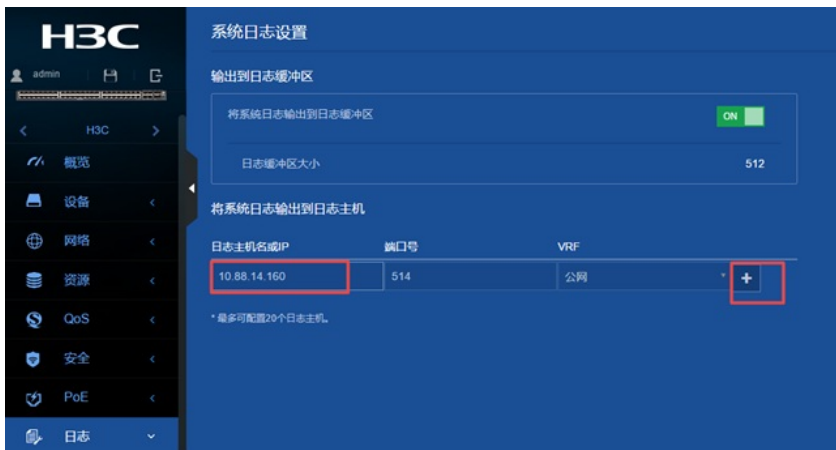 H3C
admin
H3C
概览
设备
网络
资源
QoS
安全
PoE
日志
系统日志设置
输出到日志缓冲区
将系统日志输出到日志缓冲区 ON
日志缓冲区大小 512
将系统日志输出到日志主机
日志主机名或IP 端口号 VRF
10.88.14.160 514 公网
* 最多可配置20个日志主机。